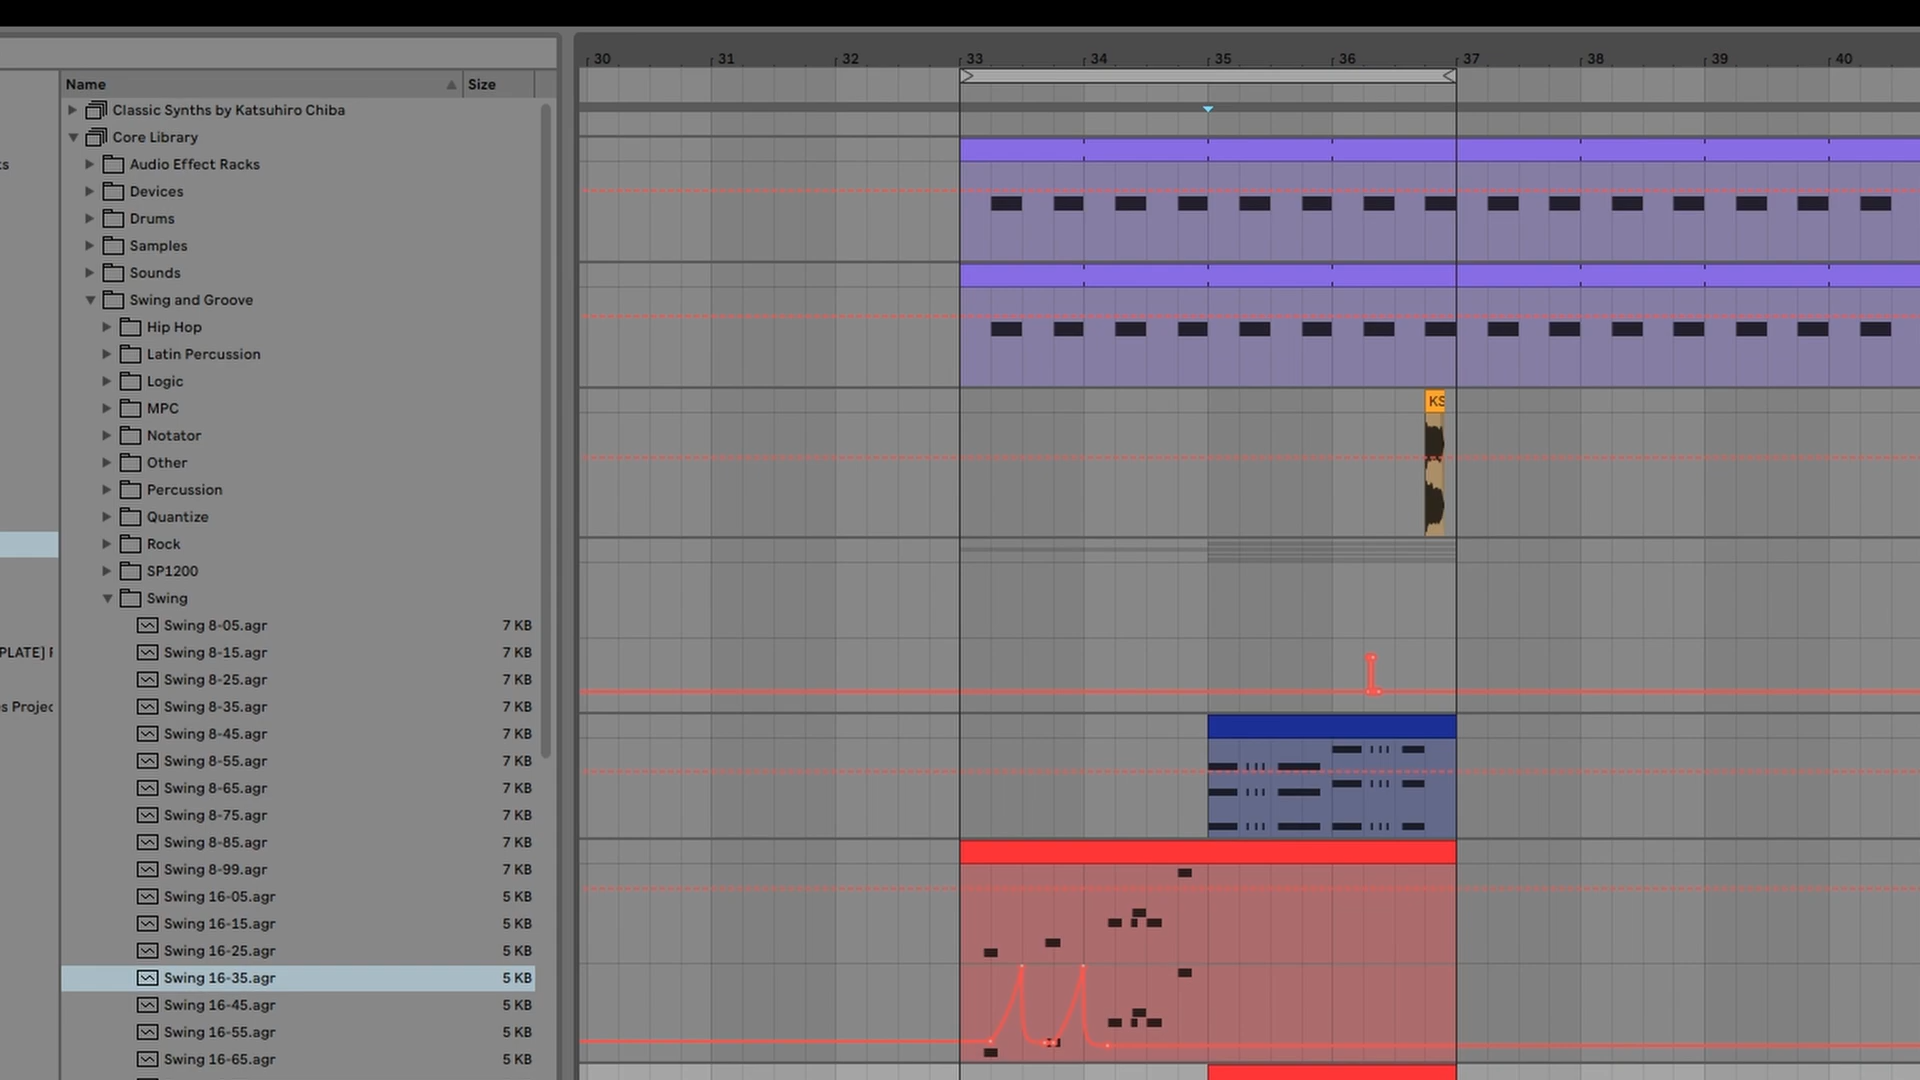 30 31 32 33 34 35 36 37 38 39 40
Name Size
Classic Synths by Katsuhiro Chiba
Core Library
Audio Effect Racks
Devices
Drums
Samples
Sounds
Swing and Groove
Hip Hop
Latin Percussion
Logic
MPC
Notator
Other
Percussion
Quantize
Rock
SP1200
Swing
Swing 8-05.agr 7 KB
Swing 8-15.agr 7 KB
Swing 8-25.agr 7 KB
Swing 8-35.agr 7 KB
Swing 8-45.agr 7 KB
Swing 8-55.agr 7 KB
Swing 8-65.agr 7 KB
Swing 8-75.agr 7 KB
Swing 8-85.agr 7 KB
Swing 8-99.agr 7 KB
Swing 16-05.agr 5 KB
Swing 16-15.agr 5 KB
Swing 16-25.agr 5 KB
Swing 16-35.agr 5 KB
Swing 16-45.agr 5 KB
Swing 16-55.agr 5 KB
Swing 16-65.agr 5 KB
PLATE]
s Projec
KS